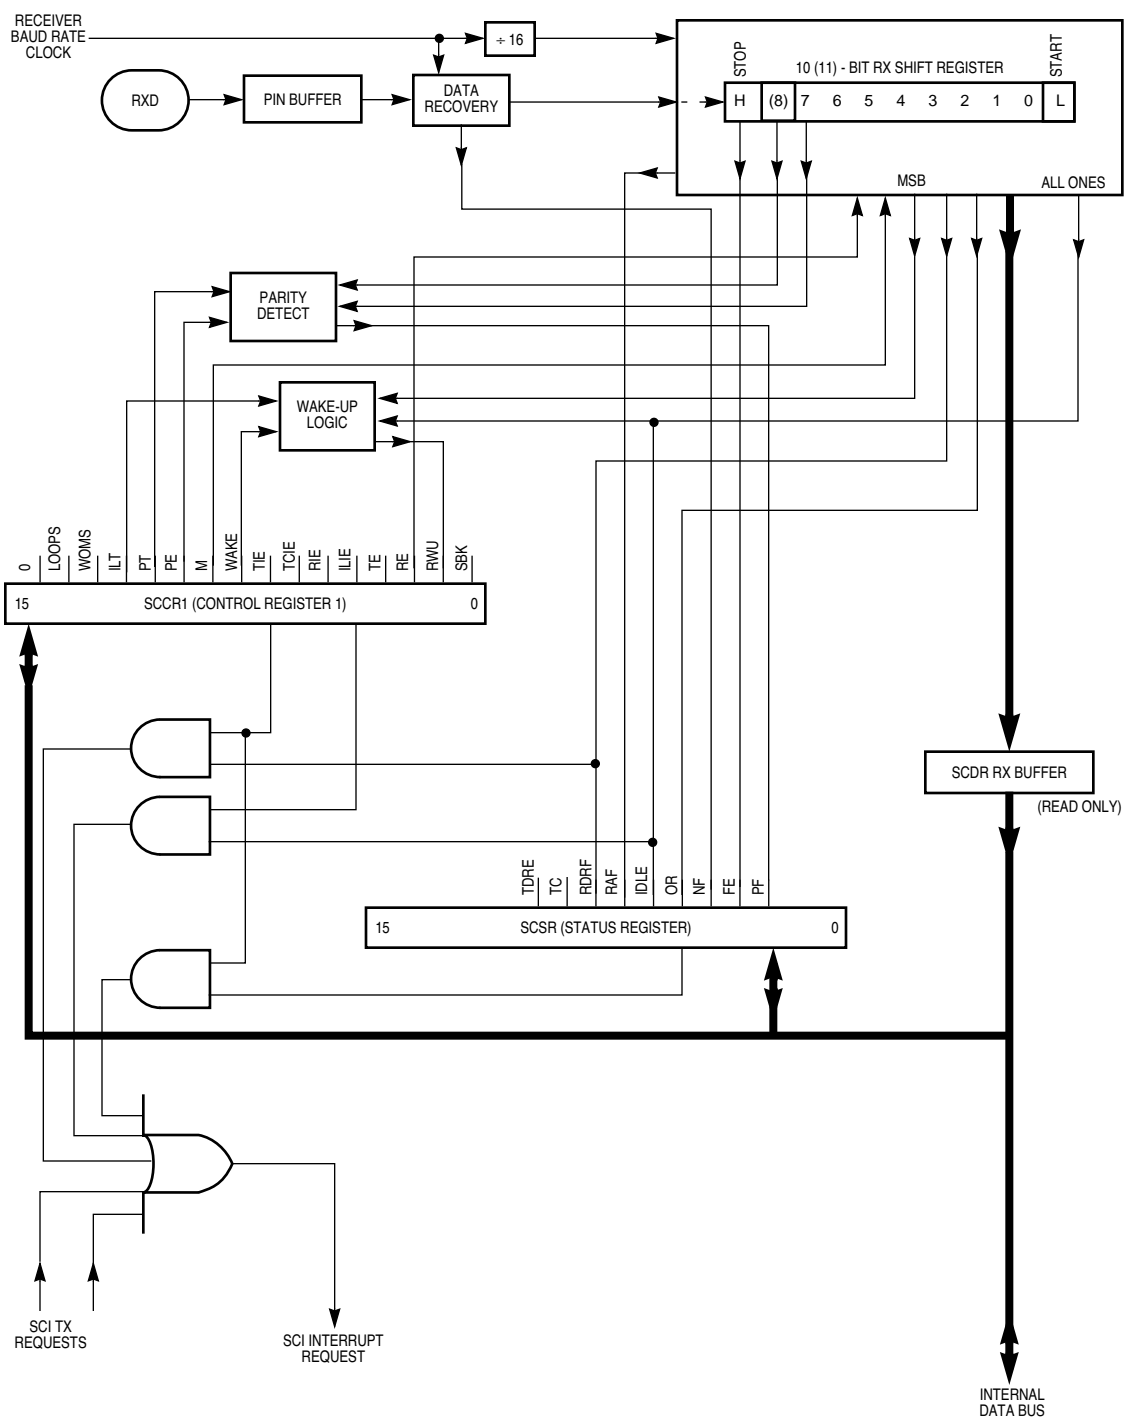 RECEIVER
BAUD RATE
CLOCK
÷ 16
STOP
10 (11) - BIT RX SHIFT REGISTER
START
RXD
PIN BUFFER
DATA
RECOVERY
H (8) 7 6 5 4 3 2 1 0 L
MSB
ALL ONES
PARITY
DETECT
WAKE-UP
LOGIC
0
LOOPS
WOMS
ILT
PT
PE
M
WAKE
TIE
TCIE
RIE
ILIE
TE
RE
RWU
SBK
15 SCCR1 (CONTROL REGISTER 1) 0
SCDR RX BUFFER
(READ ONLY)
TDRE
TC
RDRF
RAF
IDLE
OR
NF
FE
PF
15 SCSR (STATUS REGISTER) 0
SCI TX
REQUESTS
SCI INTERRUPT
REQUEST
INTERNAL
DATA BUS